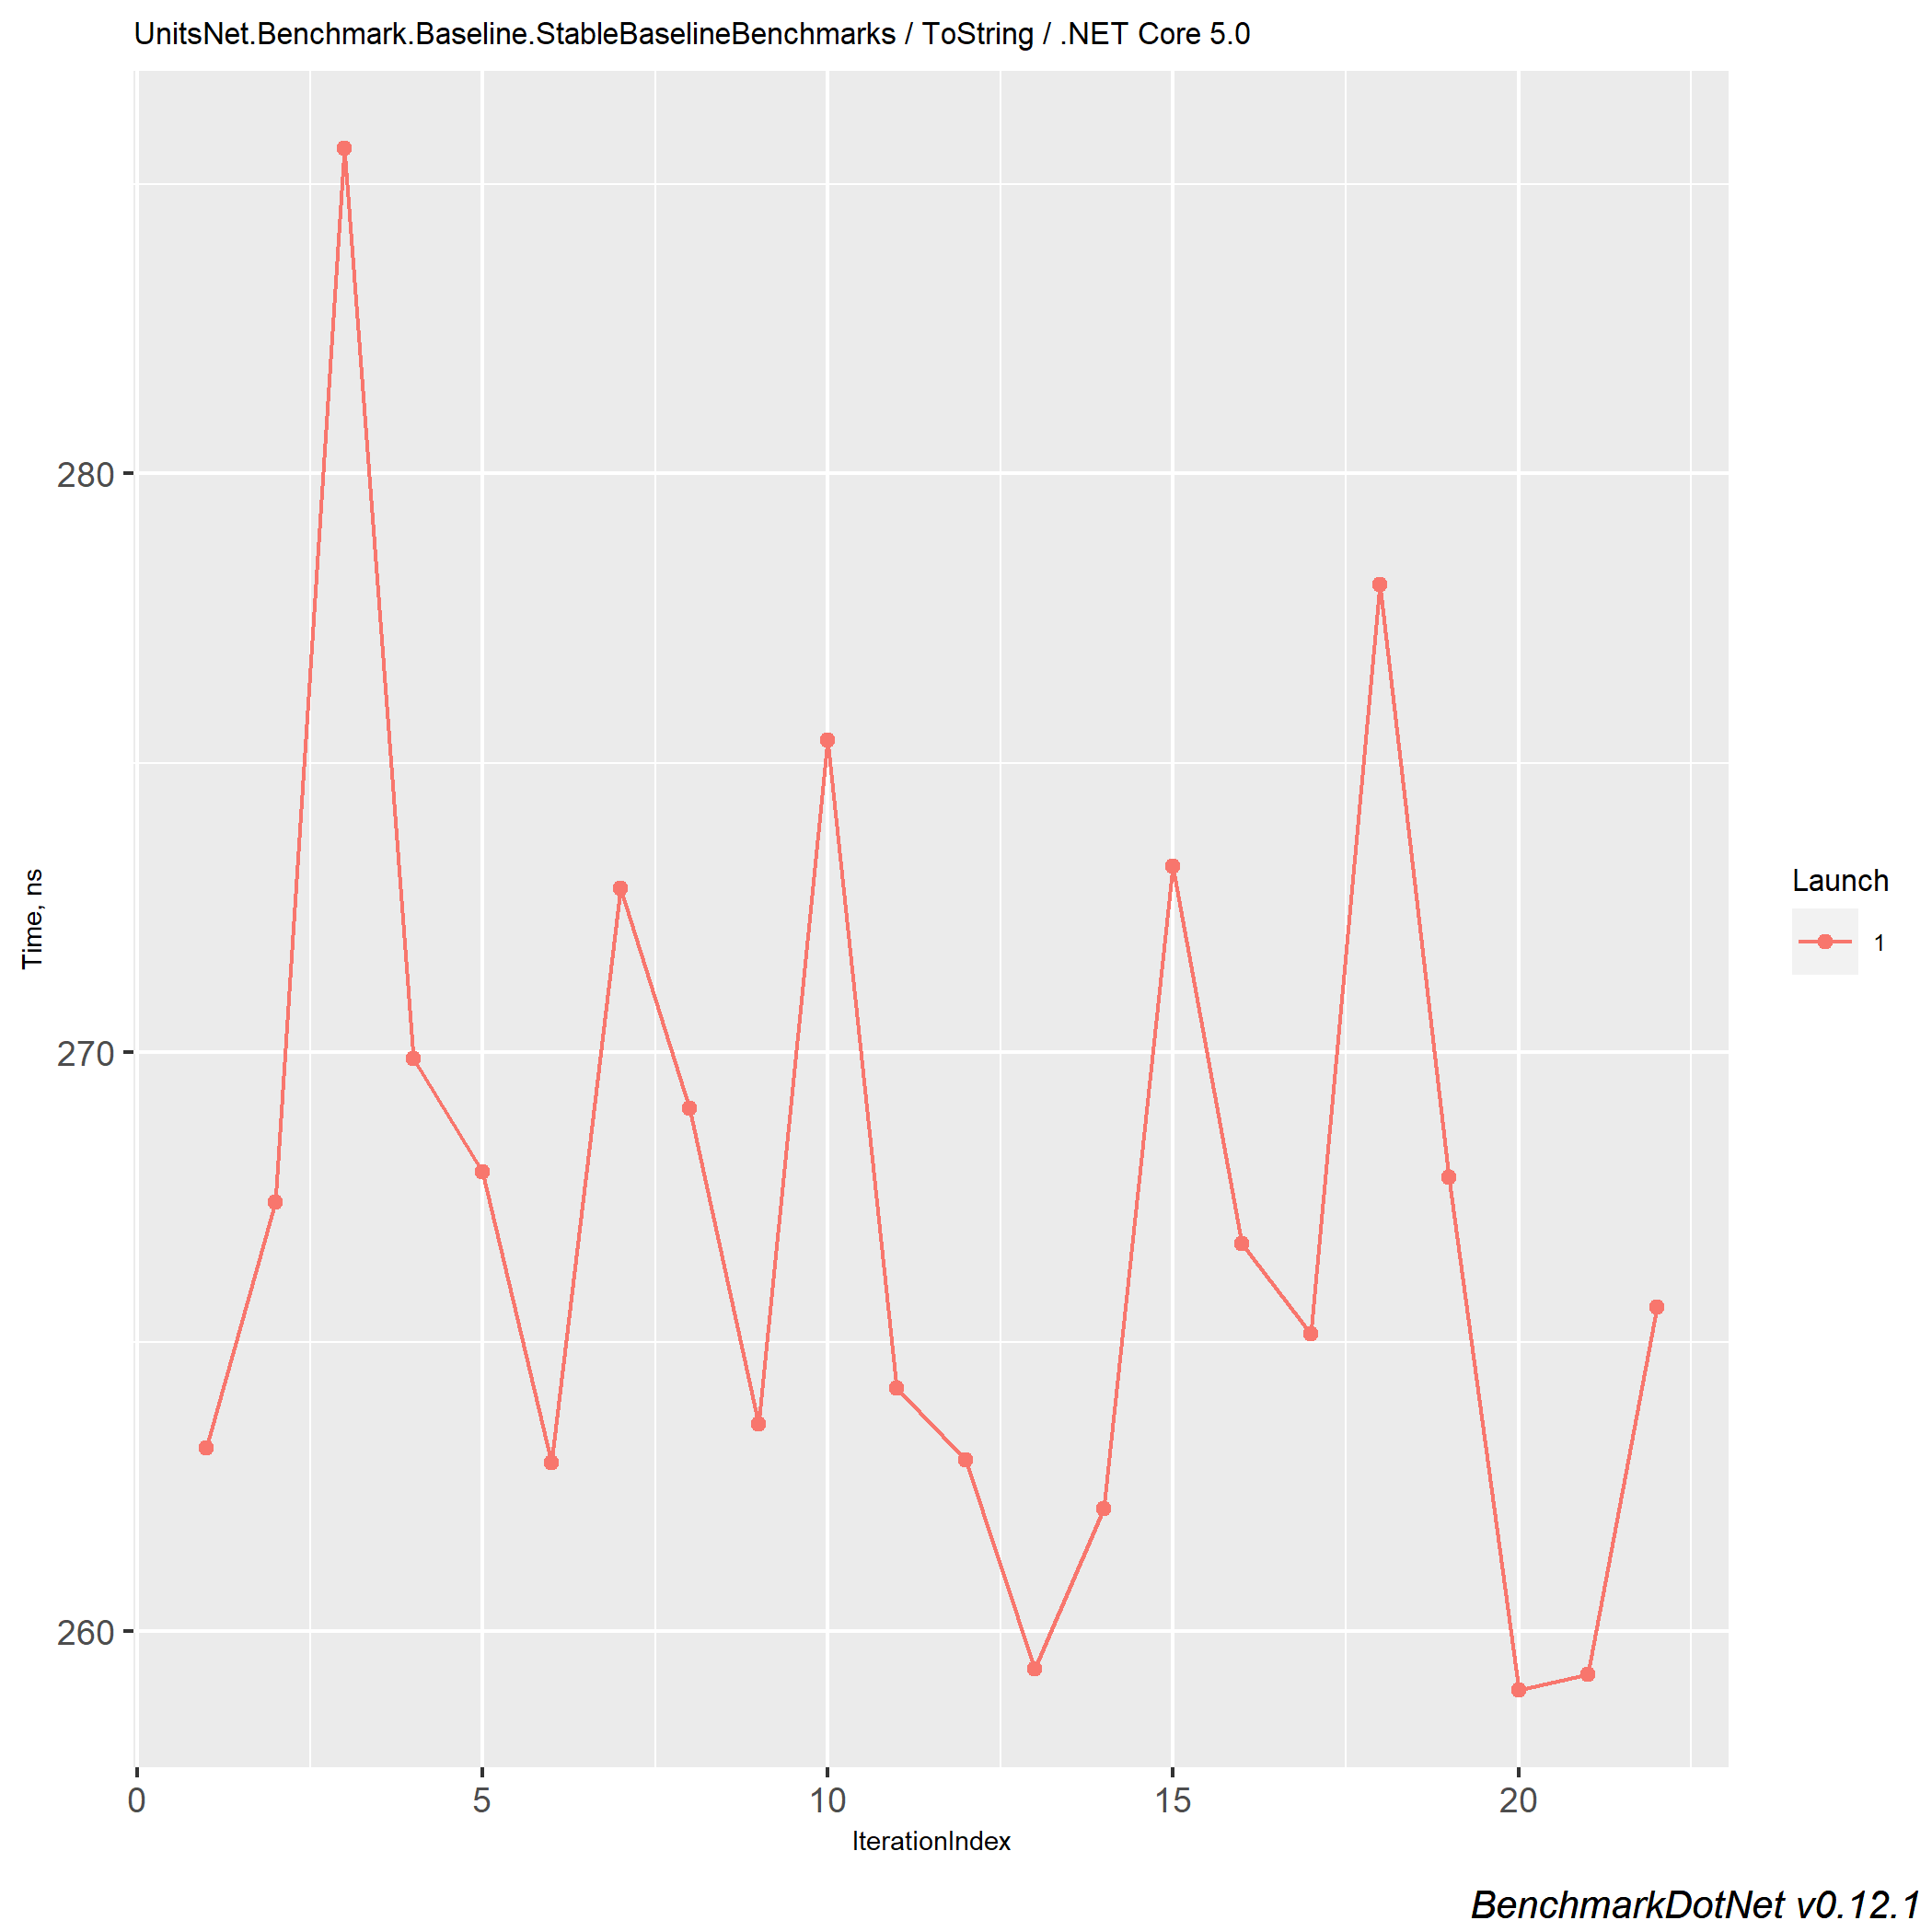 UnitsNet.Benchmark.Baseline.StableBaselineBenchmarks / ToString / .NET Core 5.0
280
270
260
Time, ns
0 5 10 15 20
IterationIndex
Launch
1
BenchmarkDotNet v0.12.1